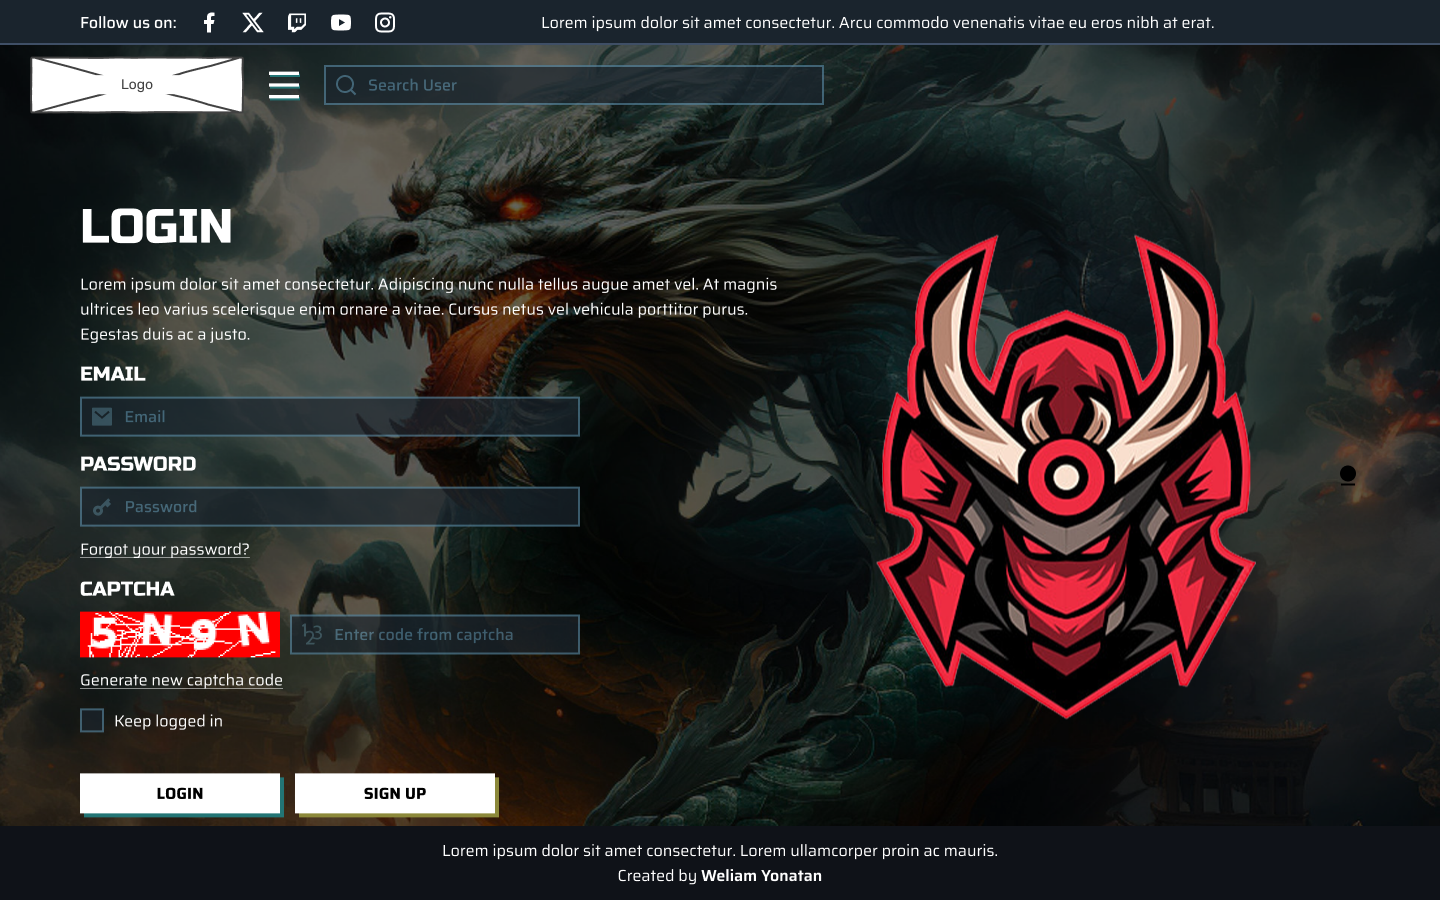 Follow us on:
Lorem ipsum dolor sit amet consectetur. Arcu commodo venenatis vitae eu eros nibh at erat.
Logo
Search User
LOGIN
Lorem ipsum dolor sit amet consectetur. Adipiscing nunc nulla tellus augue amet vel. At magnis
ultrices leo varius scelerisque enim ornare a vitae. Cursus netus vel vehicula porttitor purus.
Egestas duis ac a justo.
EMAIL
Email
PASSWORD
Password
Forgot your password?
CAPTCHA
5 N 9 N
123
Enter code from captcha
Generate new captcha code
Keep logged in
LOGIN
SIGN UP
Lorem ipsum dolor sit amet consectetur. Lorem ullamcorper proin ac mauris.
Created by Weliam Yonatan